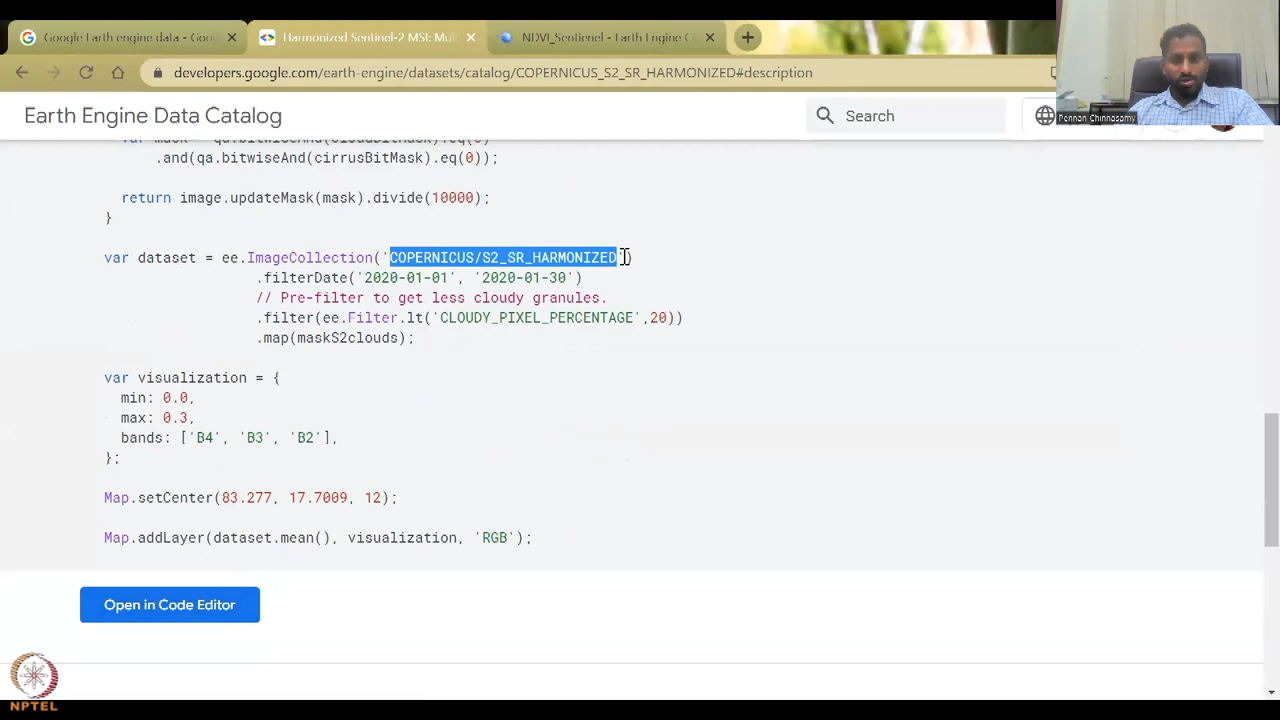 Google Earth engine data - Goo
Harmonized Sentinel-2 MSI: Mul
NDVI_Sentienel - Earth Engine C
developers.google.com/earth-engine/datasets/catalog/COPERNICUS_S2_SR_HARMONIZED#description
Pennan Chinnasamy
Earth Engine Data Catalog
Search
.and(qa.bitwiseAnd(cirrusBitMask).eq(0));
return image.updateMask(mask).divide(10000);
}
var dataset = ee.ImageCollection('COPERNICUS/S2_SR_HARMONIZED')
.filterDate('2020-01-01', '2020-01-30')
// Pre-filter to get less cloudy granules.
.filter(ee.Filter.lt('CLOUDY_PIXEL_PERCENTAGE',20))
.map(maskS2clouds);
var visualization = {
min: 0.0,
max: 0.3,
bands: ['B4', 'B3', 'B2'],
};
Map.setCenter(83.277, 17.7009, 12);
Map.addLayer(dataset.mean(), visualization, 'RGB');
Open in Code Editor
NPTEL